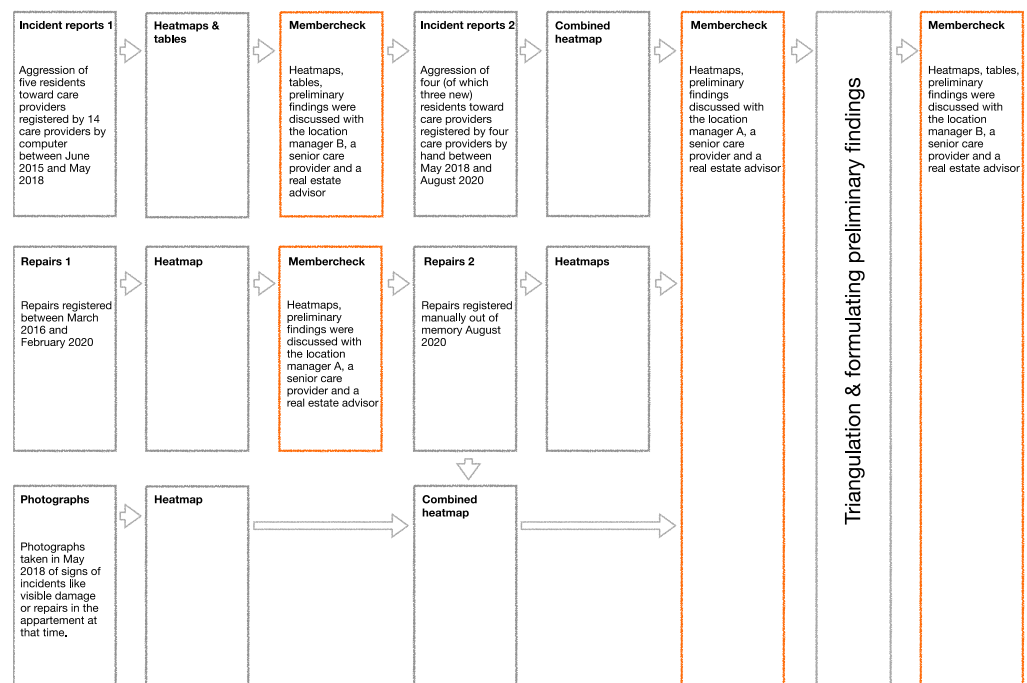 Incident reports 1
Aggression of
five residents
toward care
providers
registered by 14
care providers by
computer
between June
2015 and May
2018
Heatmaps &
tables
Membercheck
Heatmaps,
tables,
preliminary
findings were
discussed with
the location
manager B, a
senior care
provider and a
real estate
advisor
Incident reports 2
Aggression of
four (of which
three new)
residents toward
care providers
registered by four
care providers by
hand between
May 2018 and
August 2020
Combined
heatmap
Membercheck
Heatmaps,
preliminary
findings
discussed with
the location
manager A, a
senior care
provider and a
real estate advisor
Triangulation & formulating preliminary findings
Membercheck
Heatmaps, tables,
preliminary
findings were
discussed with
the location
manager B, a
senior care
provider and a
real estate advisor
Repairs 1
Repairs registered
between March
2016 and
February 2020
Heatmap
Membercheck
Heatmaps,
preliminary
findings were
discussed with
the location
manager A, a
senior care
provider and a
real estate advisor
Repairs 2
Repairs registered
manually out of
memory August
2020
Heatmaps
Photographs
Photographs
taken in May
2018 of signs of
incidents like
visible damage
or repairs in the
appartement at
that time.
Heatmap
Combined
heatmap